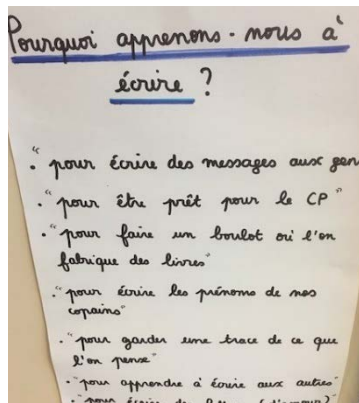 Pourquoi apprenons-nous à
écrire ?
. "pour écrire des messages aux gen
. "pour être prêt pour le CP"
. "pour faire un boulot où l'on
fabrique des livres"
. "pour écrire les prénoms de nos
copains"
. "pour garder une trace de ce que
l'on pense"
. "pour apprendre à écrire aux autres"
. "pour écrire